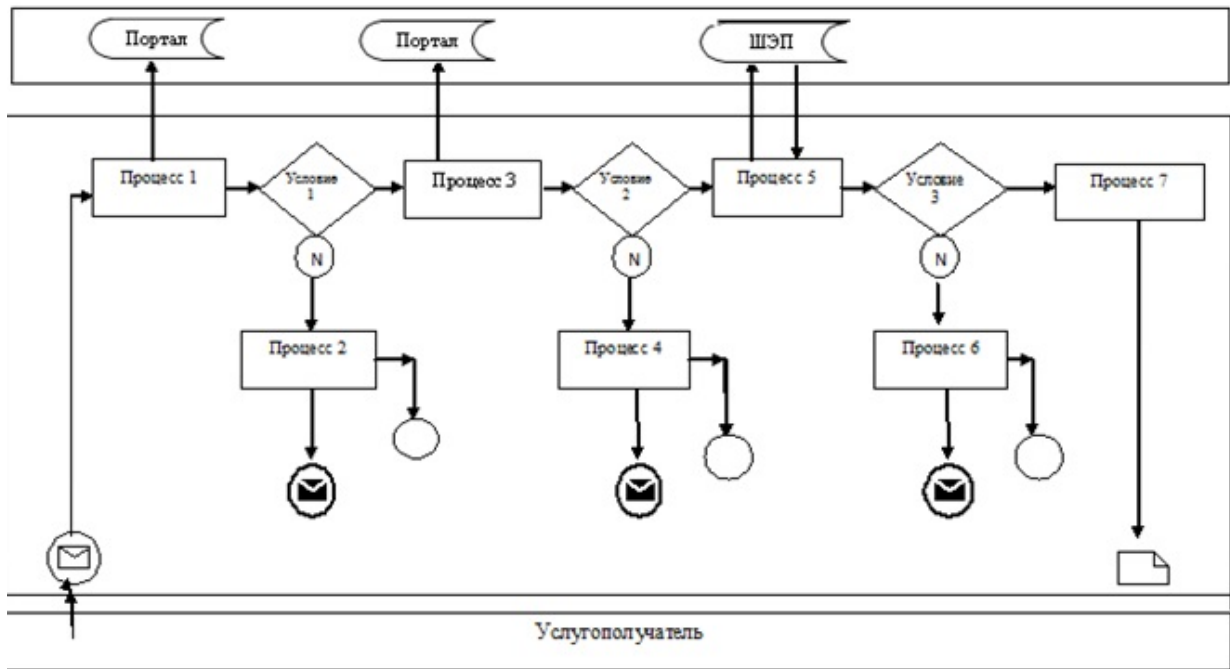 Портал
Портал
ШЭП
Процесс 1
Условие
1
Процесс 3
Условие
2
Процесс 5
Условие
3
Процесс 7
N
N
N
Процесс 2
Процесс 4
Процесс 6
Услугополучатель